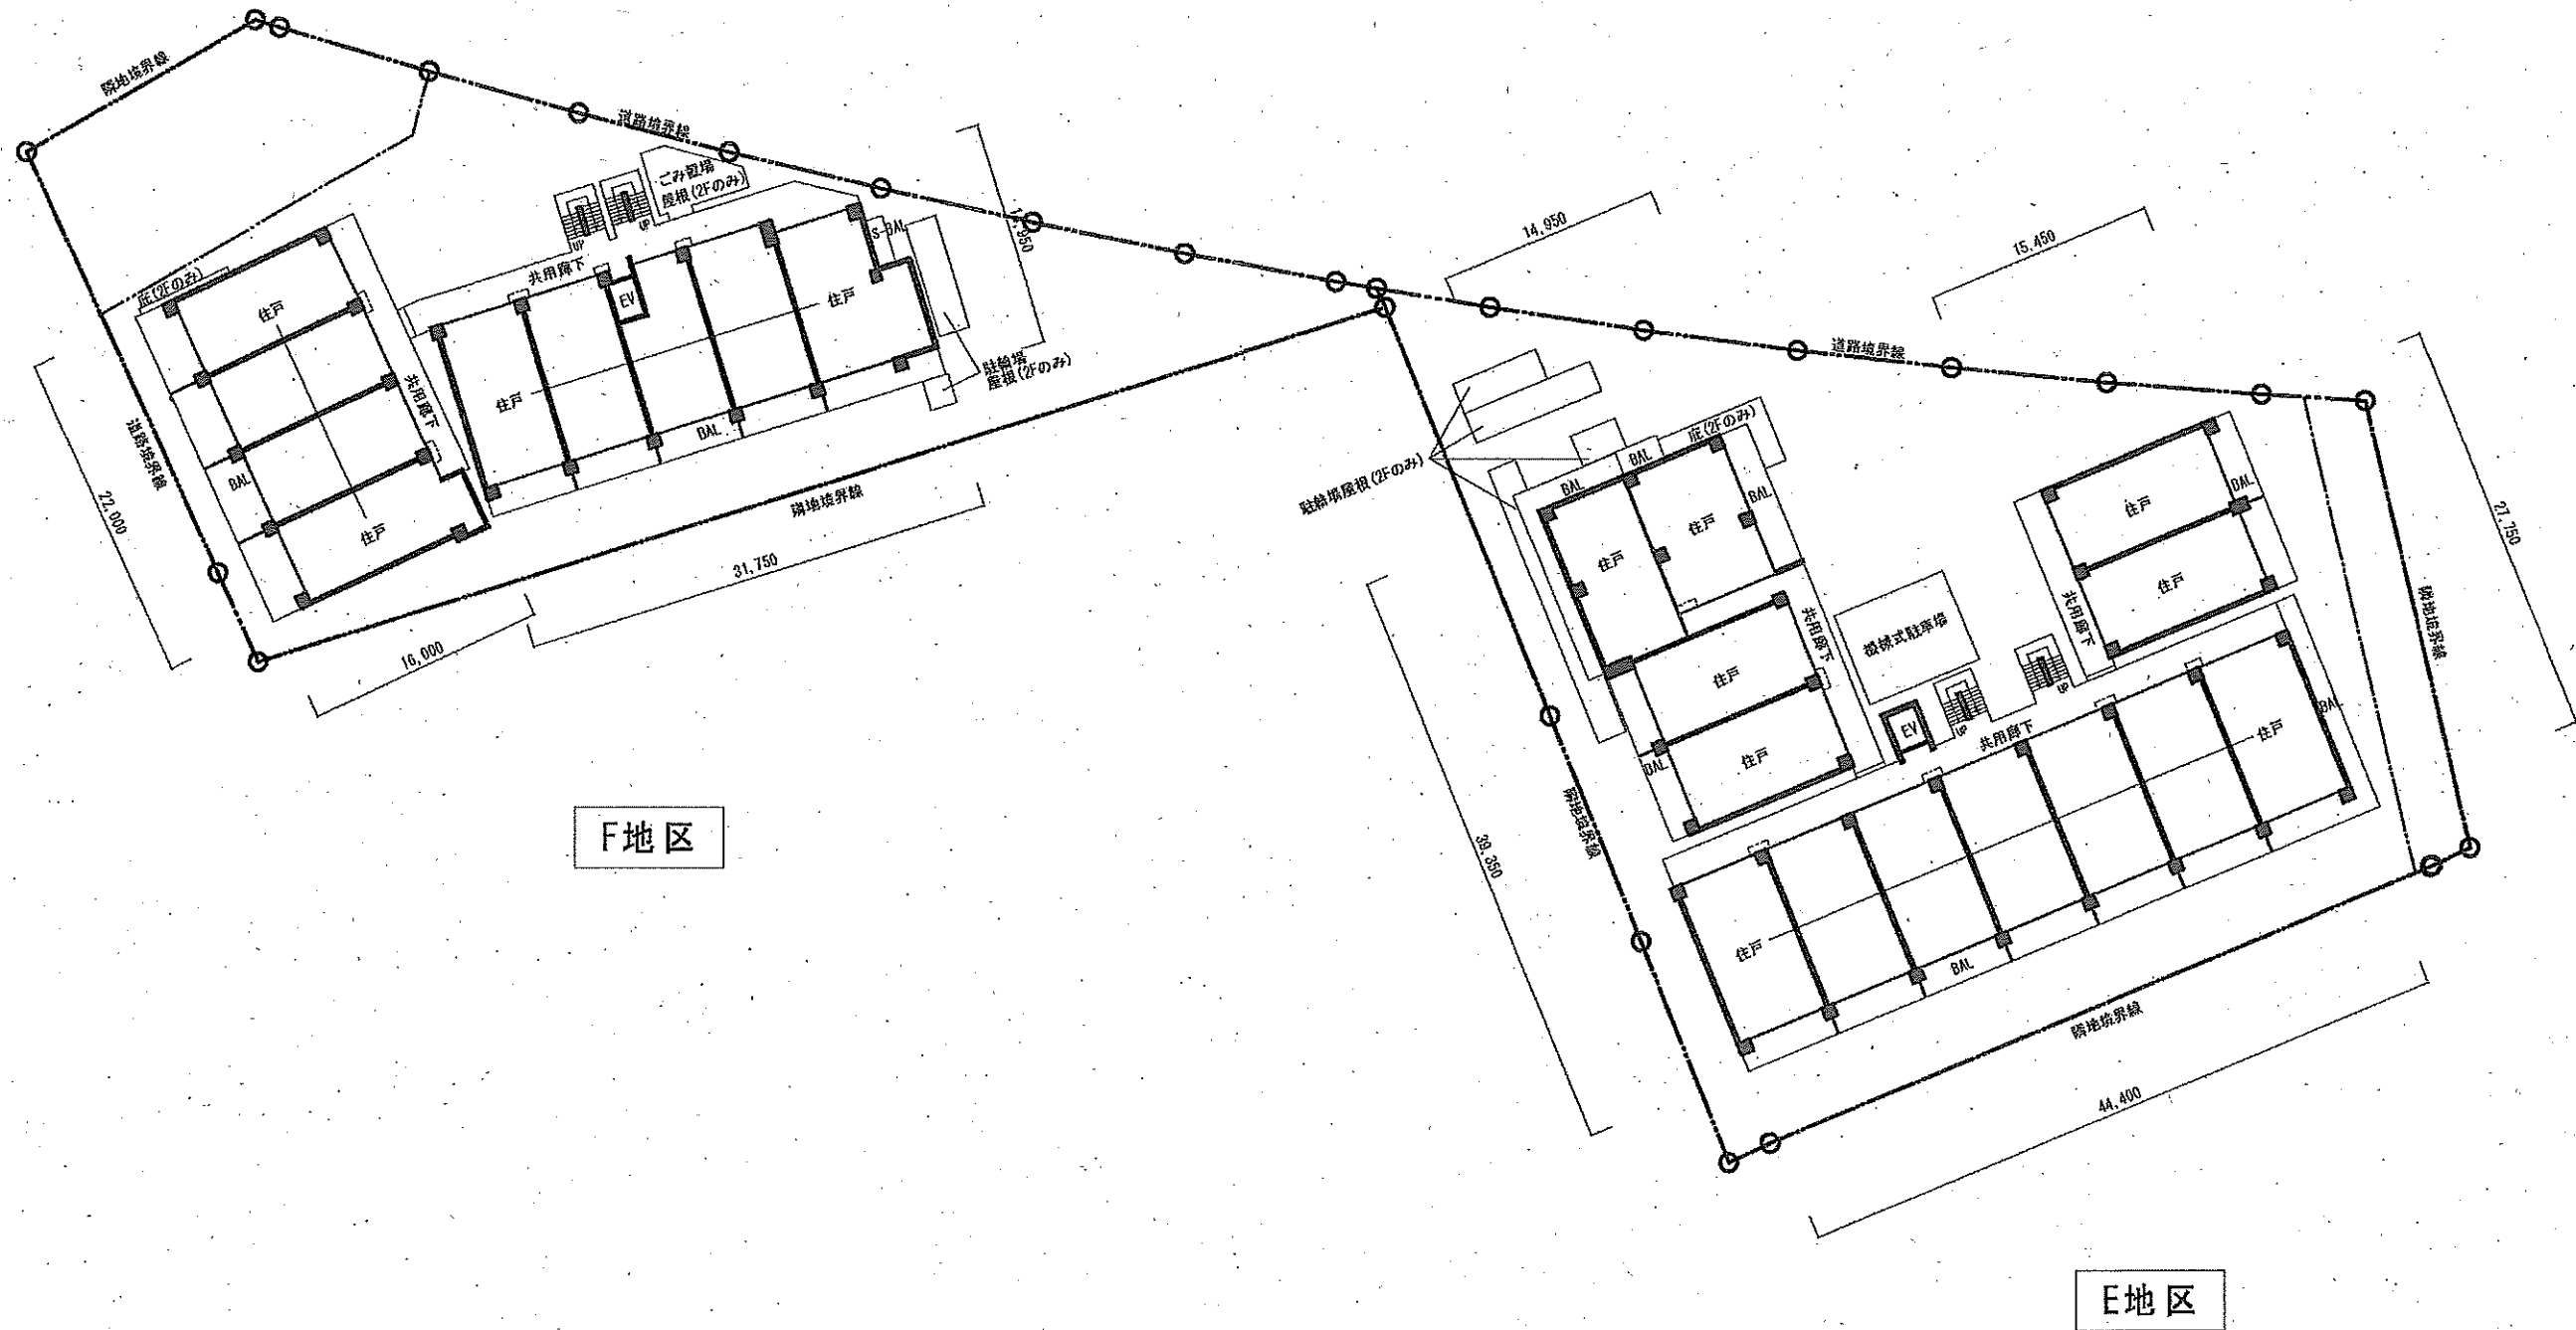 隣地境界線
道路境界線
ごみ置場
屋根(2Fのみ)
UP
UP
S-BAL
共用廊下
EV
庇(2Fのみ)
住戸
住戸
住戸
住戸
共用廊下
BAL
BAL
駐輪場
屋根(2Fのみ)
道路境界線
22,000
隣地境界線
31,750
16,000
F地区
14,950
15,450
道路境界線
27,750
駐輪場屋根(2Fのみ)
庇(2Fのみ)
BAL
BAL
BAL
住戸
住戸
住戸
住戸
BAL
共用廊下
機械式駐車場
住戸
住戸
BAL
共用廊下
隣地境界線
EV
UP
UP
共用廊下
住戸
住戸
BAL
BAL
隣地境界線
39,350
隣地境界線
44,400
E地区